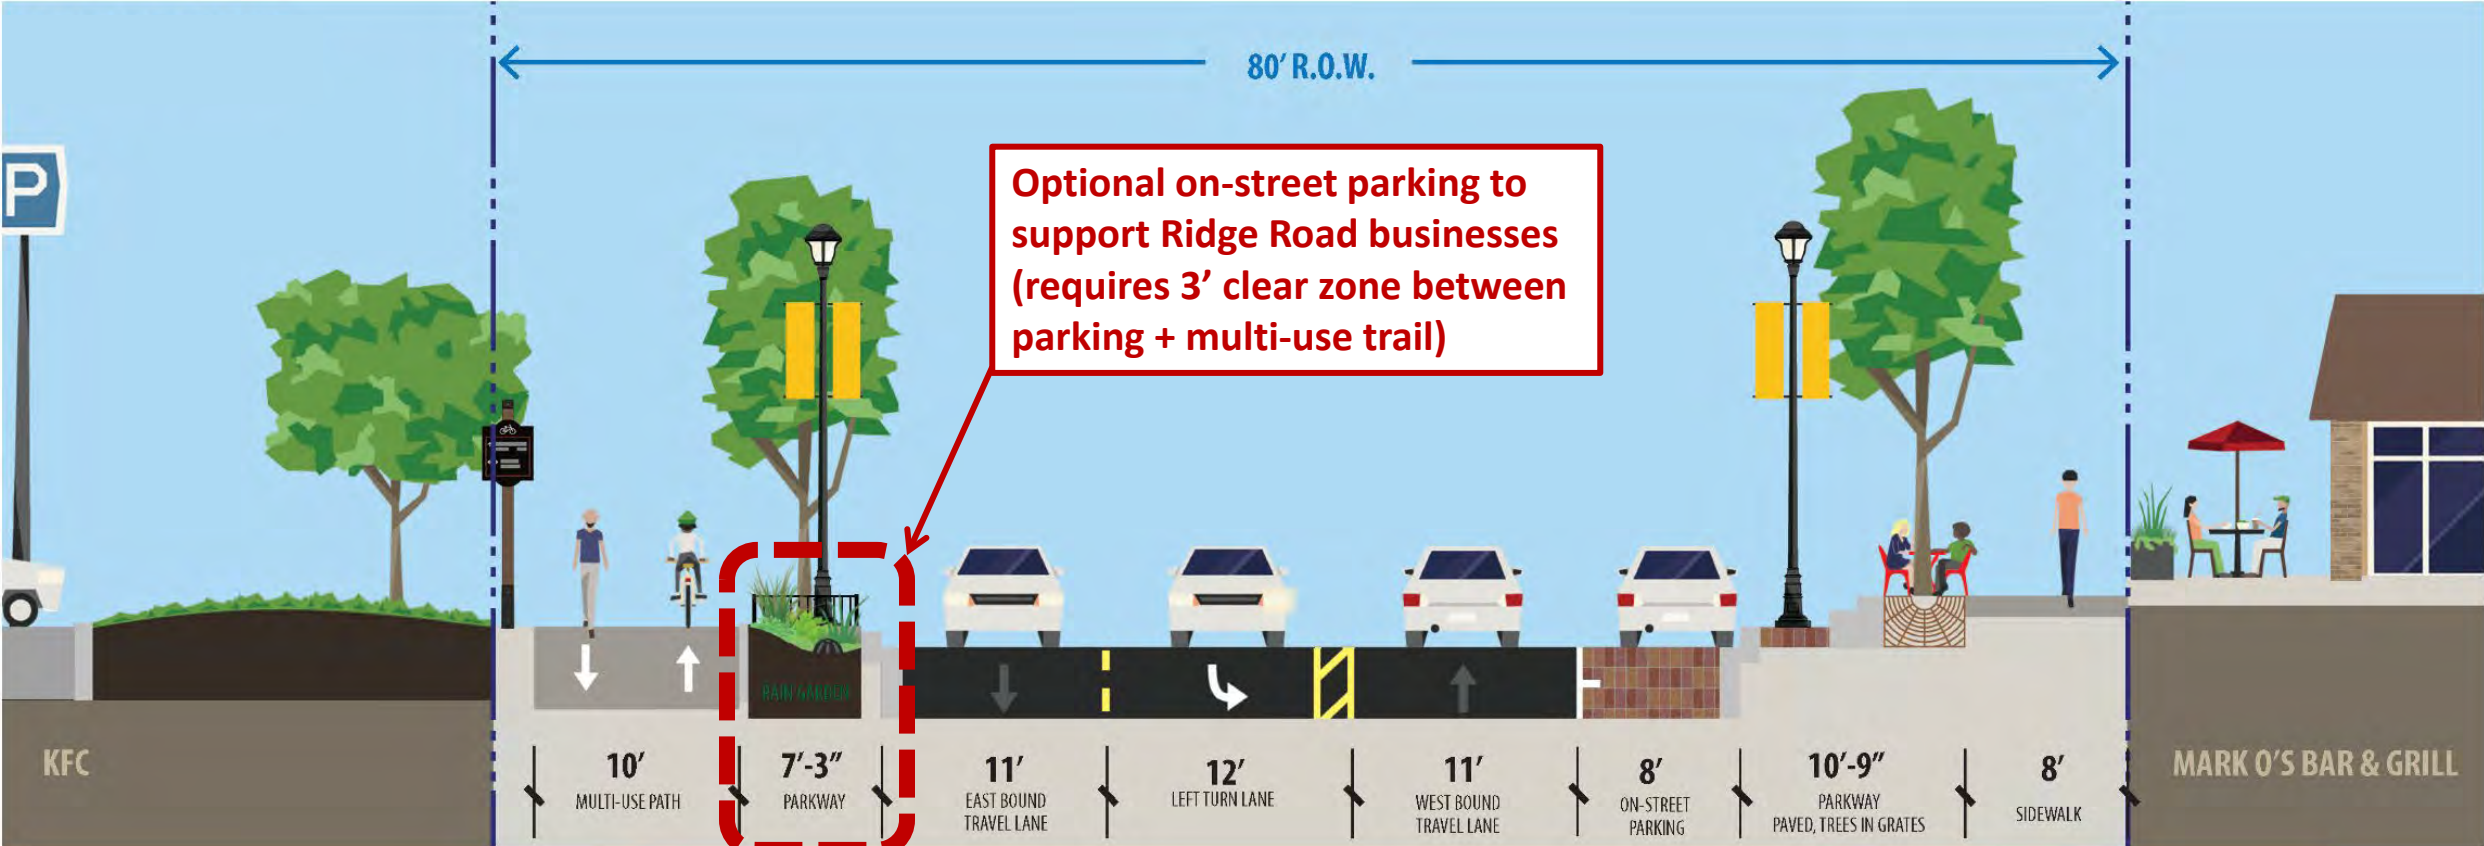 80' R.O.W.
P
Optional on-street parking to
support Ridge Road businesses
(requires 3' clear zone between
parking + multi-use trail)
RAIN GARDEN
KFC
10'
MULTI-USE PATH
7'-3"
PARKWAY
11'
EAST BOUND
TRAVEL LANE
12'
LEFT TURN LANE
11'
WEST BOUND
TRAVEL LANE
8'
ON-STREET
PARKING
10'-9"
PARKWAY
PAVED, TREES IN GRATES
8'
SIDEWALK
MARK O'S BAR & GRILL